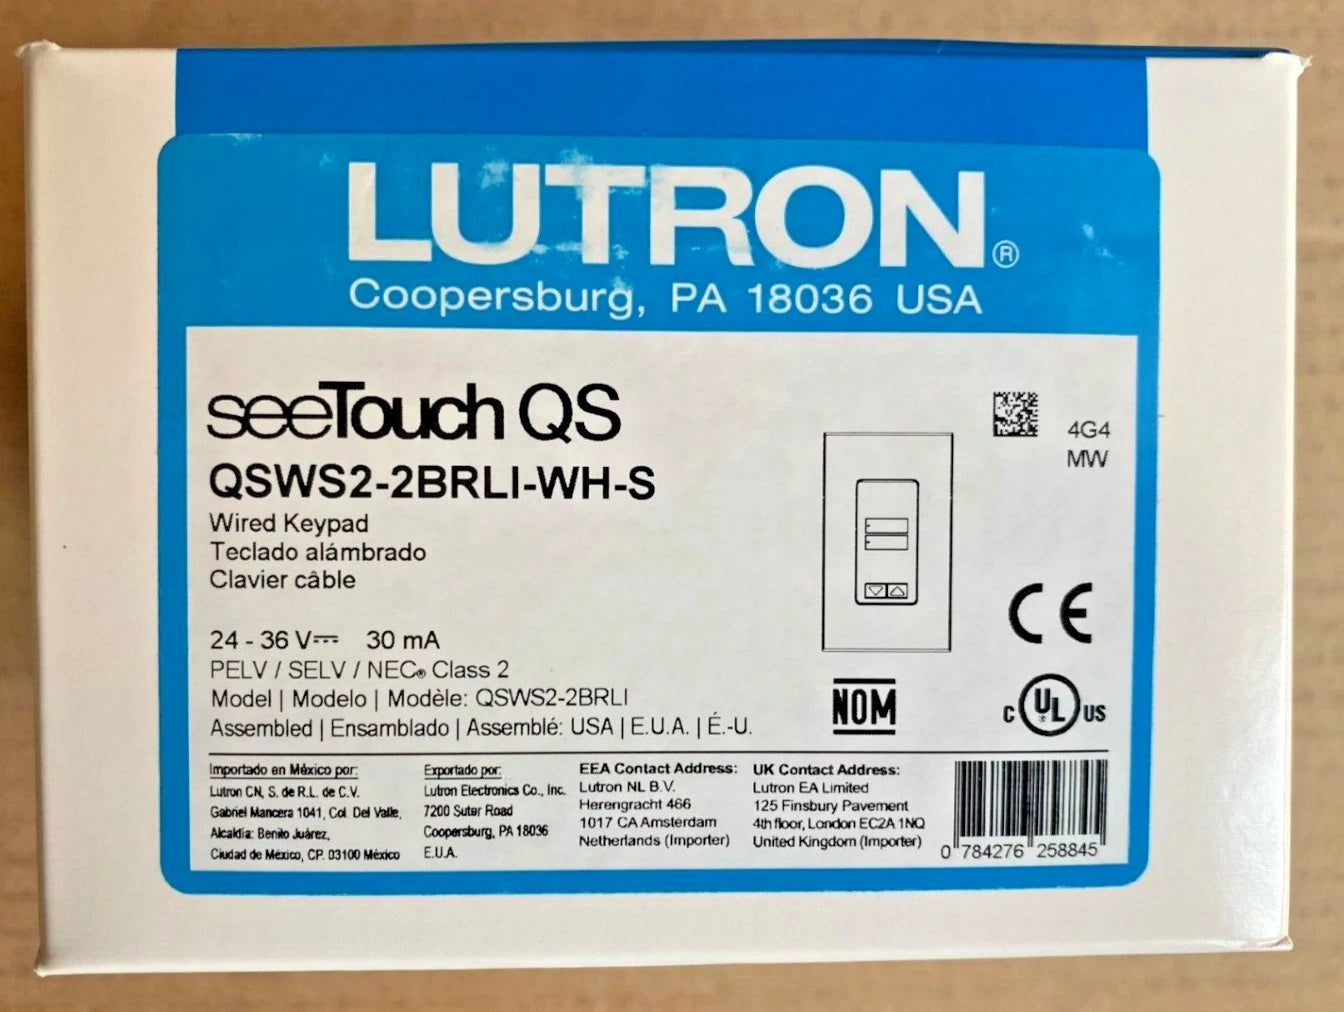 LUTRON®
Coopersburg, PA 18036 USA
seeTouch QS
QSWS2-2BRLI-WH-S
Wired Keypad
Teclado alámbrado
Clavier câble
4G4
MW
24 - 36 V⎓ 30 mA
PELV / SELV / NEC® Class 2
Model | Modelo | Modèle: QSWS2-2BRLI
Assembled | Ensamblado | Assemblé: USA | E.U.A. | É.-U.
CE
NOM
c UL us
Importado en México por:
Lutron CN, S. de R.L. de C.V.
Gabriel Mancera 1041, Col. Del Valle,
Alcaldía: Benito Juárez,
Ciudad de México, CP. 03100 México
Exportado por:
Lutron Electronics Co., Inc.
7200 Suter Road
Coopersburg, PA 18036
E.U.A.
EEA Contact Address:
Lutron NL B.V.
Herengracht 466
1017 CA Amsterdam
Netherlands (Importer)
UK Contact Address:
Lutron EA Limited
125 Finsbury Pavement
4th floor, London EC2A 1NQ
United Kingdom (Importer)
0 784276 258845